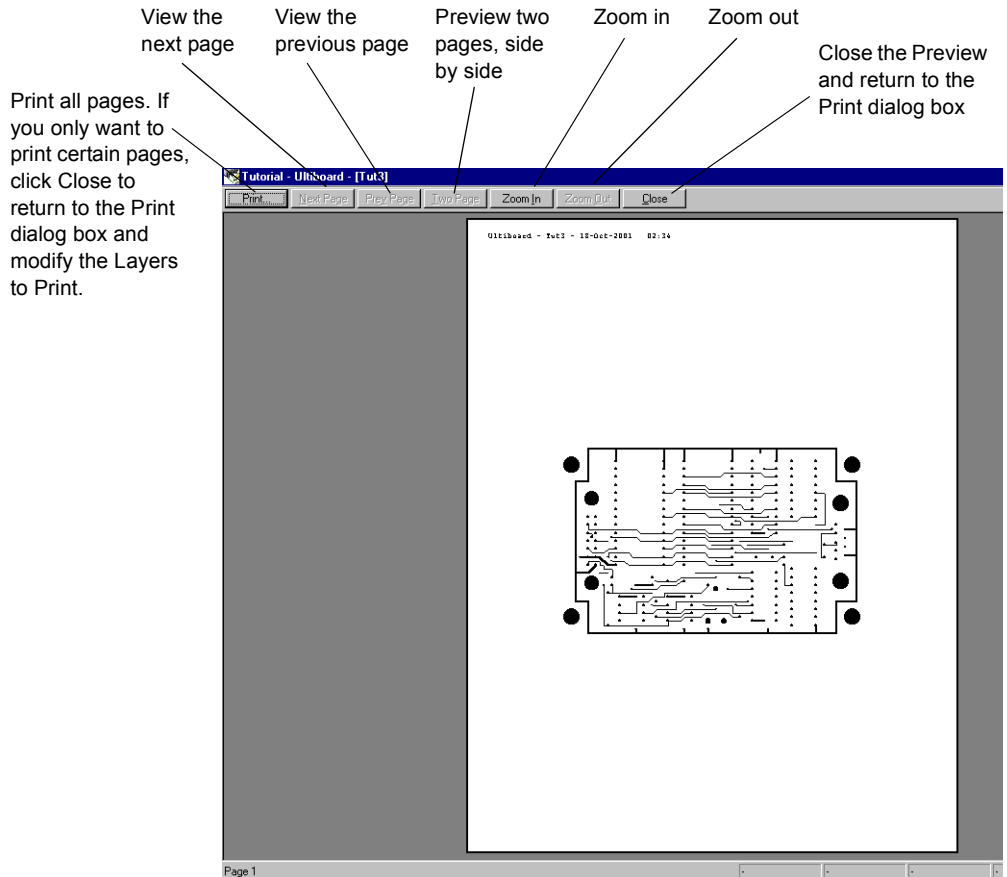 View the
next page
View the
previous page
Preview two
pages, side
by side
Zoom in
Zoom out
Close the Preview
and return to the
Print dialog box
Print all pages. If
you only want to
print certain pages,
click Close to
return to the Print
dialog box and
modify the Layers
to Print.
Tutorial - Ultiboard - [Tut3]
Print... Next Page Prev Page Two Page Zoom In Zoom Out Close
Ultiboard - Tut3 - 18-Oct-2001 02:34
Page 1